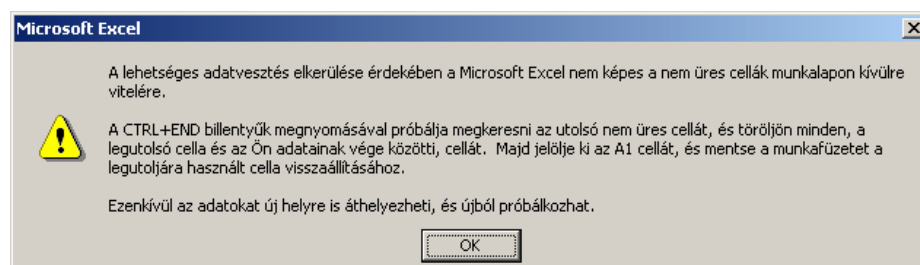 Microsoft Excel
A lehetséges adatvesztés elkerülése érdekében a Microsoft Excel nem képes a nem üres cellák munkalapon kívülre
vitelére.
A CTRL+END billentyűk megnyomásával próbálja megkeresni az utolsó nem üres cellát, és töröljön minden, a
legutolsó cella és az Ön adatainak vége közötti, cellát. Majd jelölje ki az A1 cellát, és mentse a munkafüzetet a
legutoljára használt cella visszaállításához.
Ezenkívül az adatokat új helyre is áthelyezheti, és újból próbálkozhat.
OK